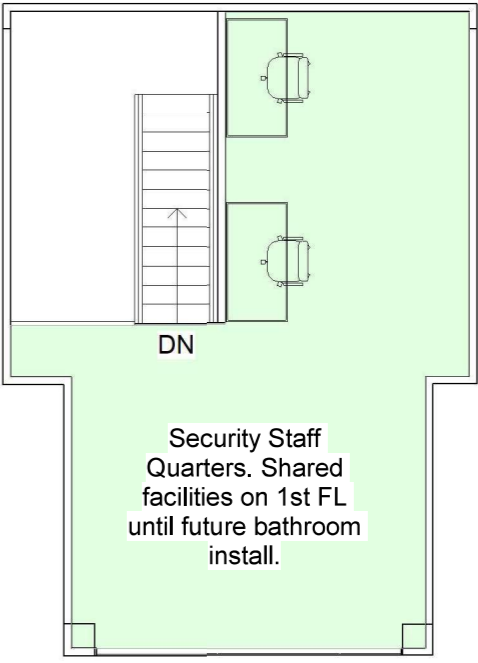 DN
Security Staff
Quarters. Shared
facilities on 1st FL
until future bathroom
install.